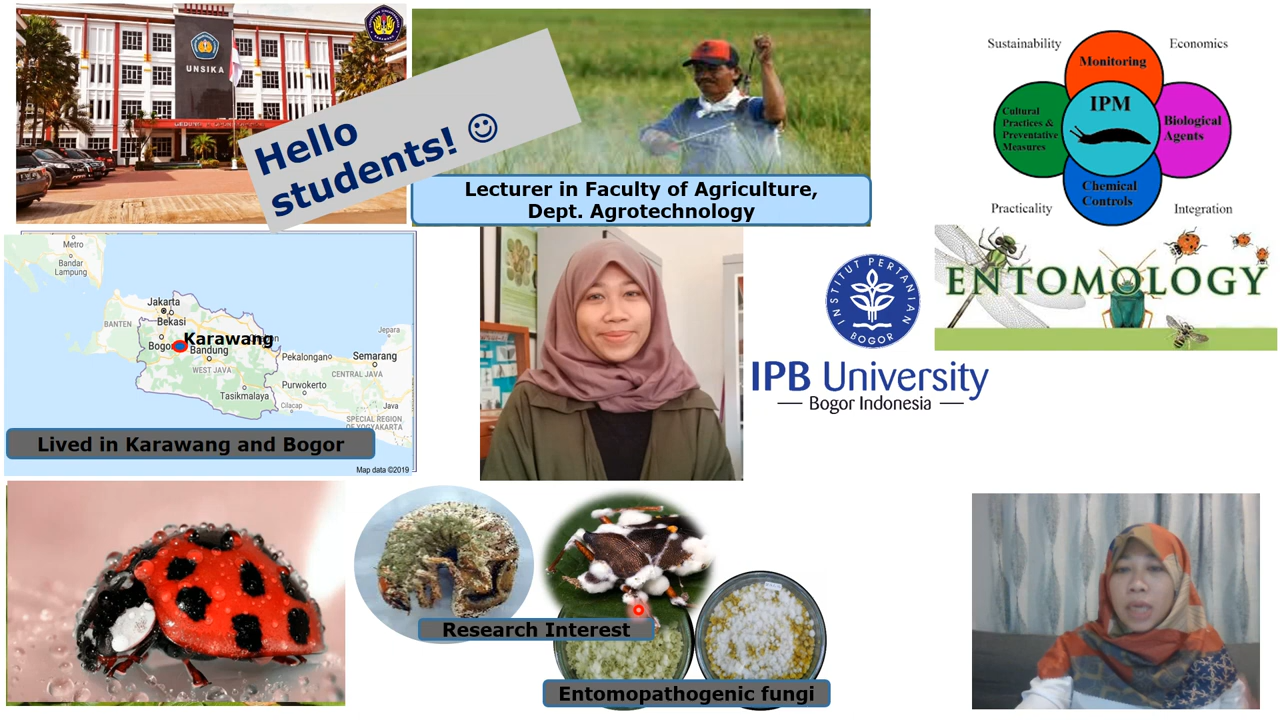 UNSIKA
Hello
students! ☺
Lecturer in Faculty of Agriculture,
Dept. Agrotechnology
Sustainability
Economics
Monitoring
Cultural
Practices &
Preventative
Measures
IPM
Biological
Agents
Chemical
Controls
Practicality
Integration
ENTOMOLOGY
Metro
Bandar
Lampung
Jakarta
Bekasi
BANTEN
Bogor
Karawang
Bandung
WEST JAVA
Tasikmalaya
Jepara
Pekalongan
Semarang
CENTRAL JAVA
Purwokerto
Cilacap
Java
SPECIAL REGION
OF YOGYAKARTA
Lived in Karawang and Bogor
Map data ©2019
INSTITUT PERTANIAN
BOGOR
IPB University
Bogor Indonesia
Research Interest
Entomopathogenic fungi